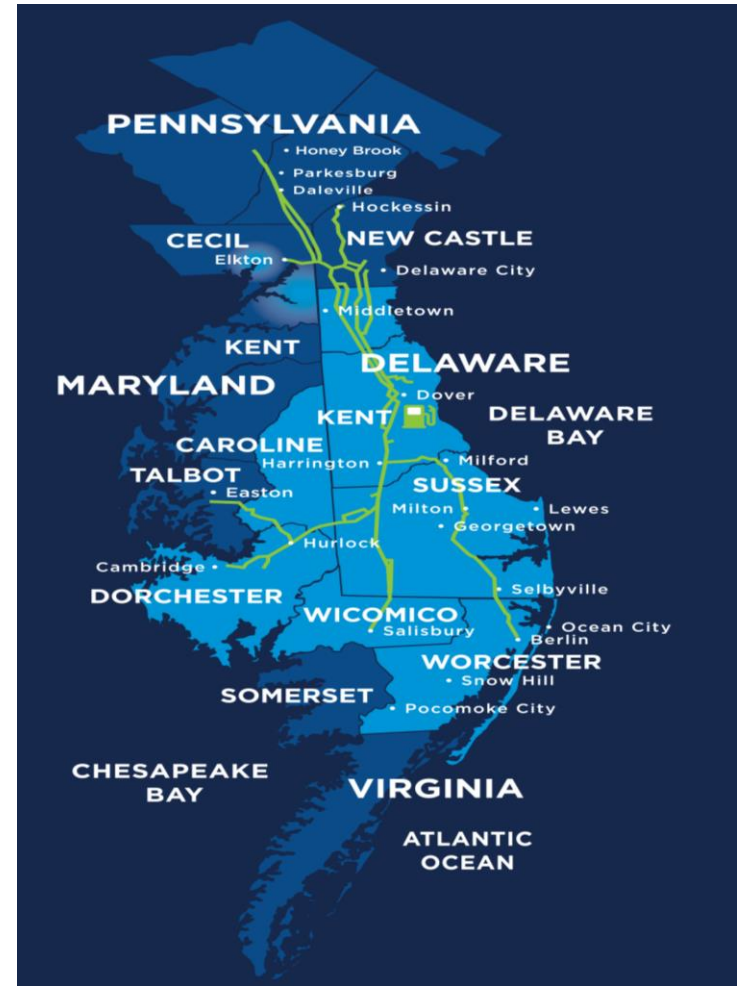 PENNSYLVANIA
Honey Brook
Parkesburg
Daleville
Hockessin
CECIL
NEW CASTLE
Elkton
Delaware City
Middletown
KENT
DELAWARE
MARYLAND
Dover
KENT
DELAWARE
BAY
CAROLINE
Harrington
Milford
TALBOT
SUSSEX
Easton
Milton
Lewes
Georgetown
Hurlock
Cambridge
Selbyville
DORCHESTER
WICOMICO
Salisbury
Ocean City
Berlin
WORCESTER
Snow Hill
SOMERSET
Pocomoke City
CHESAPEAKE
BAY
VIRGINIA
ATLANTIC
OCEAN